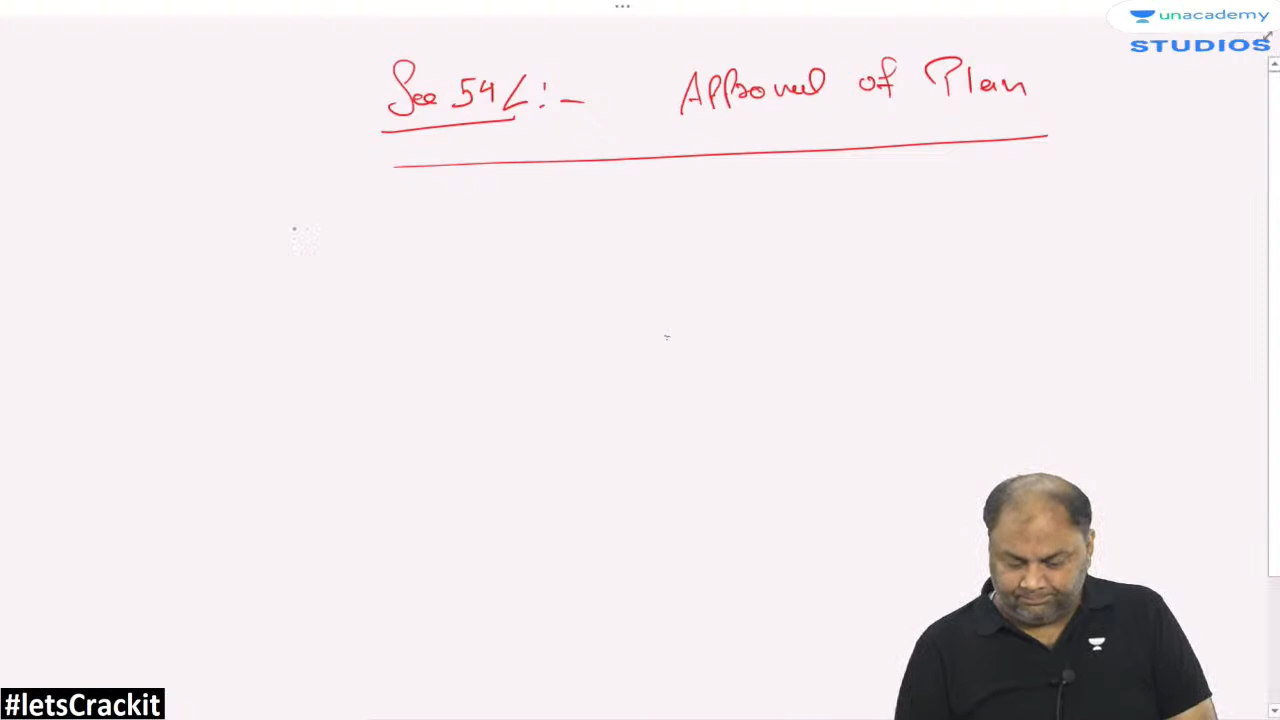 unacademy
STUDIOS
Sec 54L:- Approval of Plan
#letsCrackit